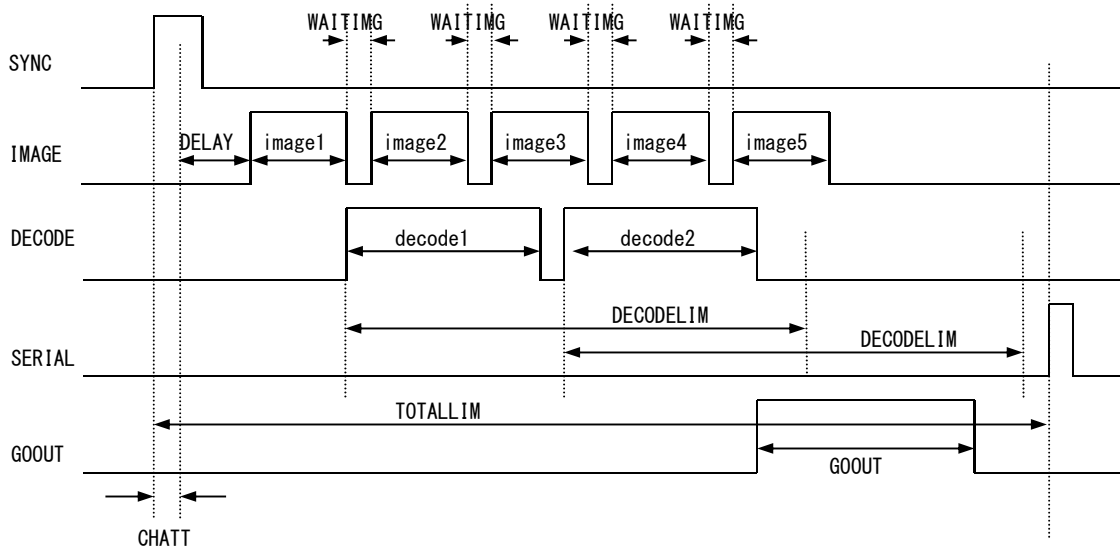 WAITIMG WAITIMG WAITIMG WAITIMG
SYNC
IMAGE DELAY image1 image2 image3 image4 image5
DECODE decode1 decode2
DECODELIM
DECODELIM
SERIAL
TOTALLIM
GOOUT GOOUT
CHATT